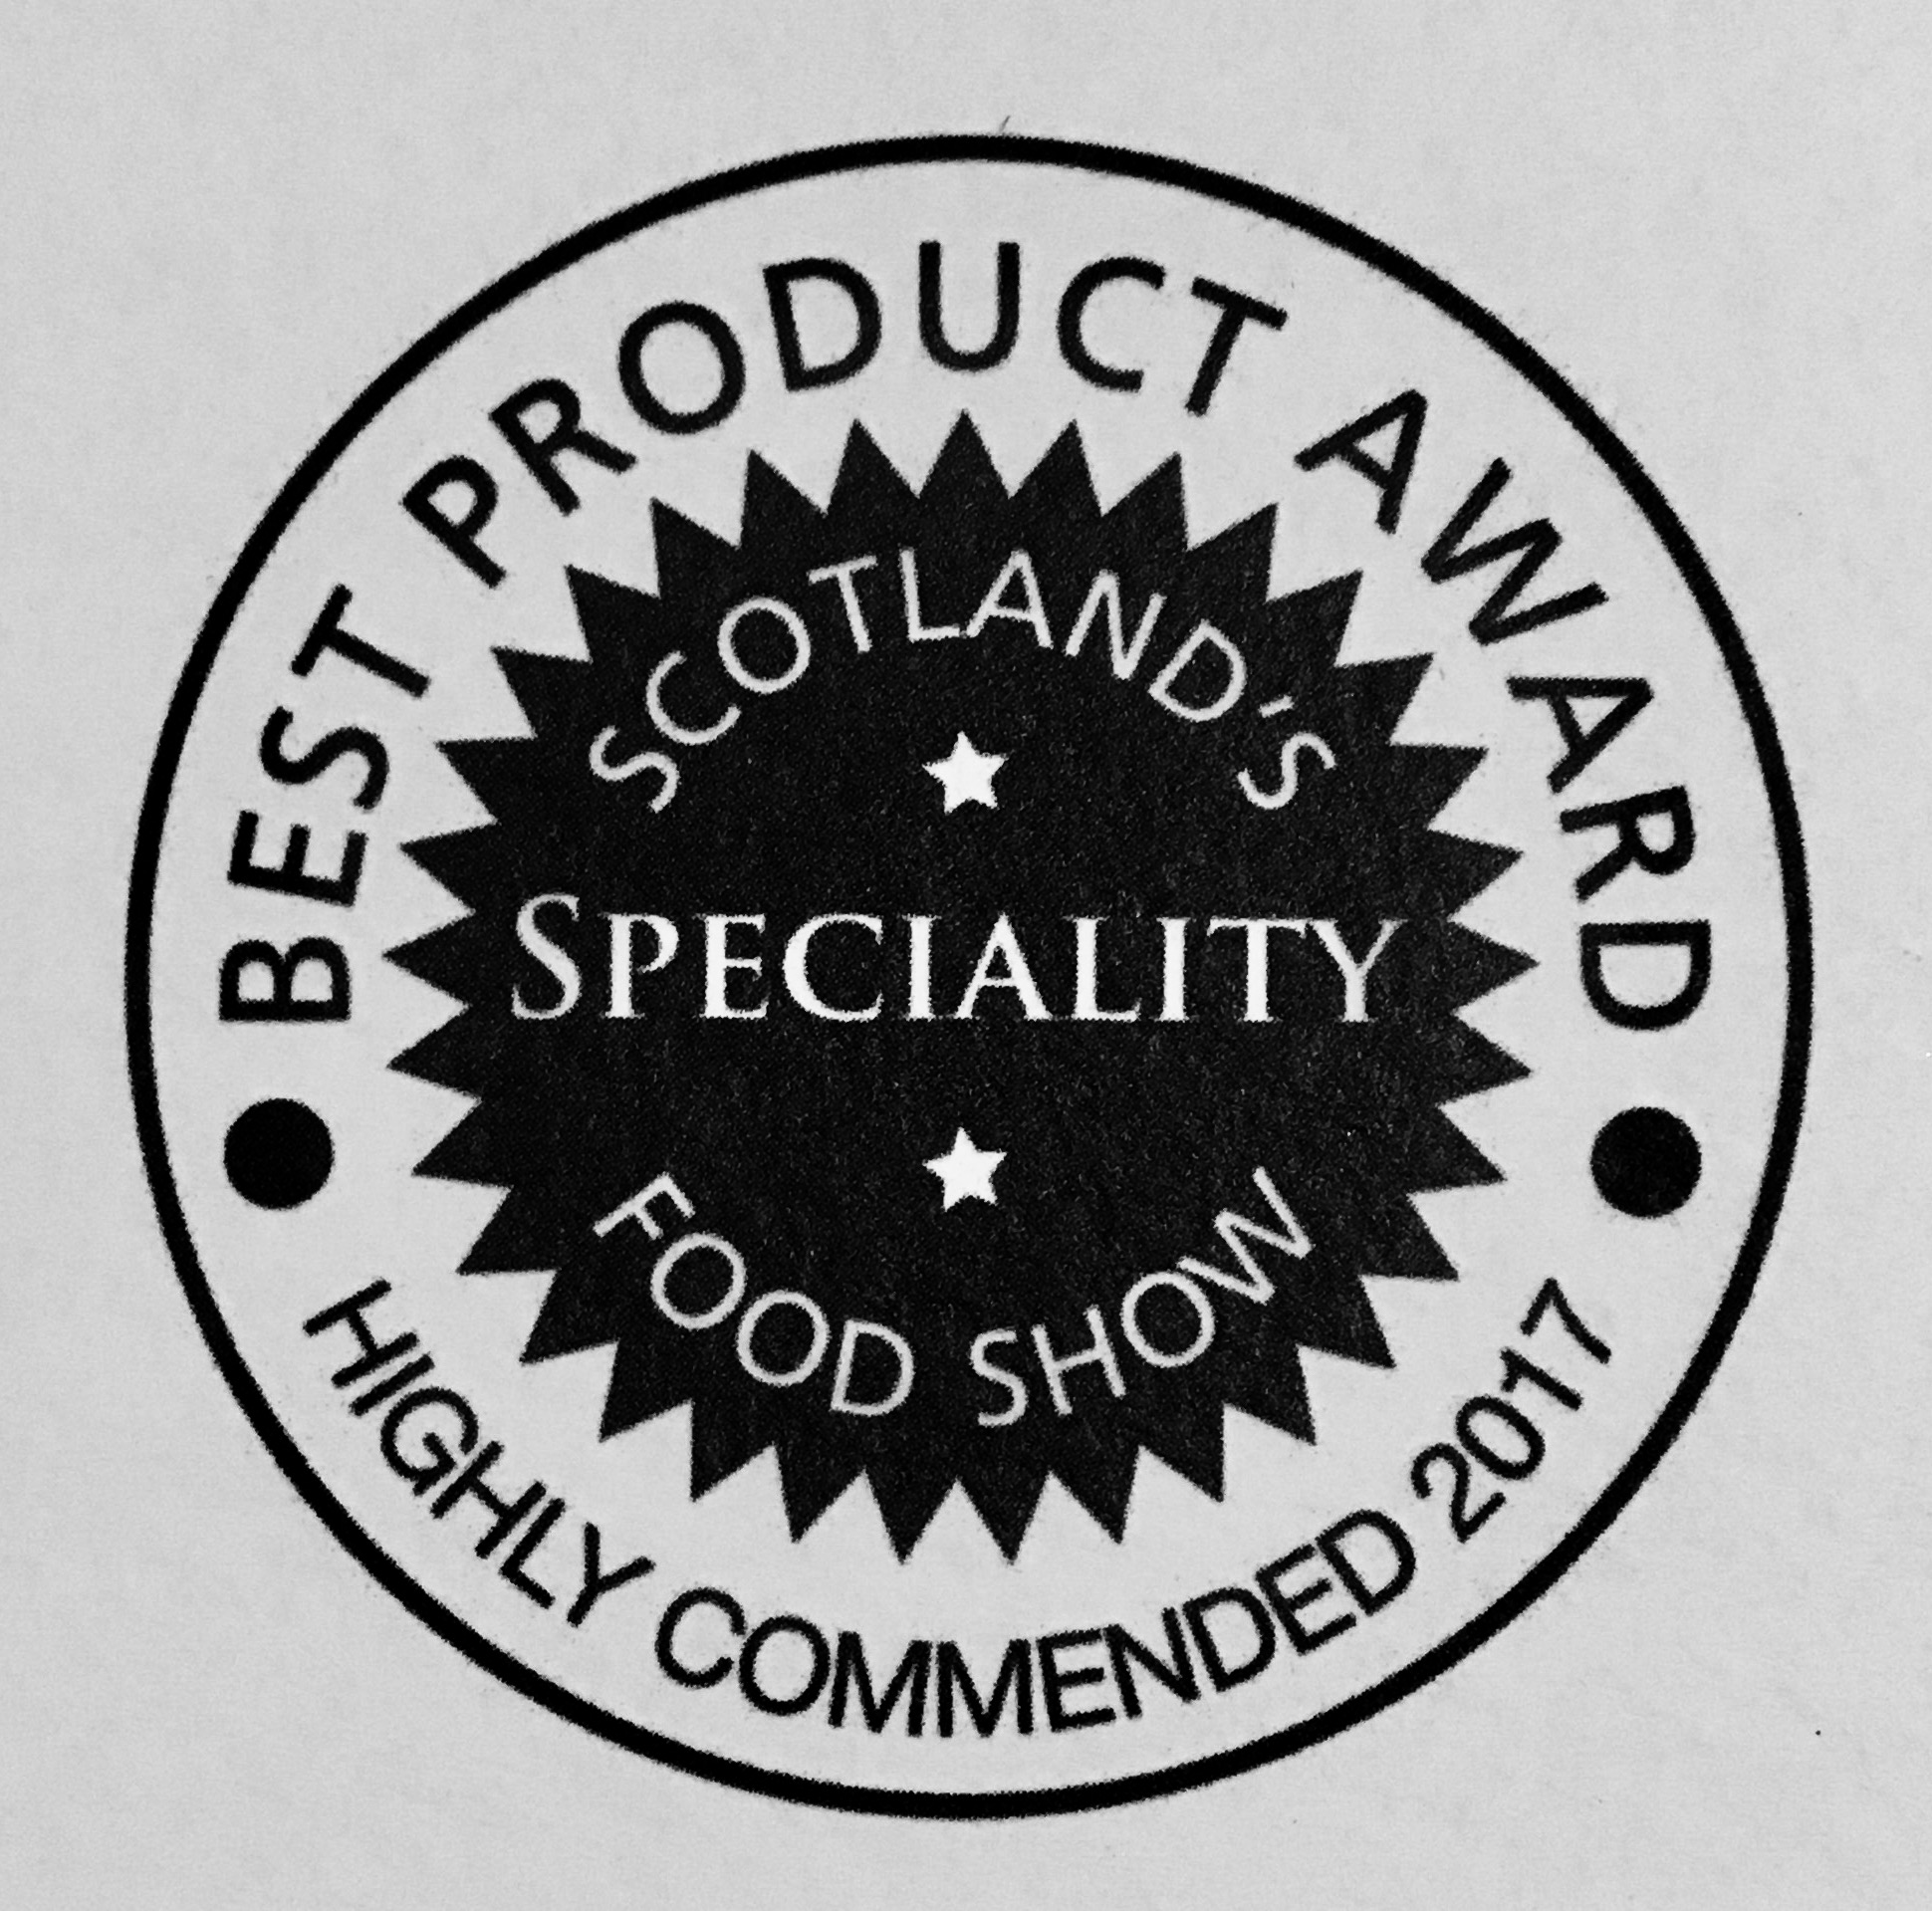 BEST PRODUCT AWARD
SCOTLAND'S
SPECIALITY
FOOD SHOW
HIGHLY COMMENDED 2017